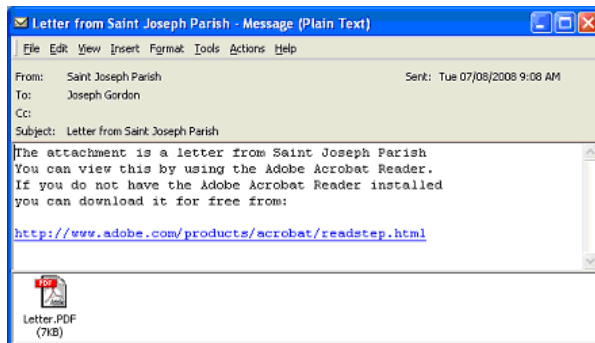 Letter from Saint Joseph Parish - Message (Plain Text)
File Edit View Insert Format Tools Actions Help
From: Saint Joseph Parish Sent: Tue 07/08/2008 9:08 AM
To: Joseph Gordon
Cc:
Subject: Letter from Saint Joseph Parish
The attachment is a letter from Saint Joseph Parish
You can view this by using the Adobe Acrobat Reader.
If you do not have the Adobe Acrobat Reader installed
you can download it for free from:
http://www.adobe.com/products/acrobat/readstep.html
PDF
Adobe
Letter.PDF
(7KB)